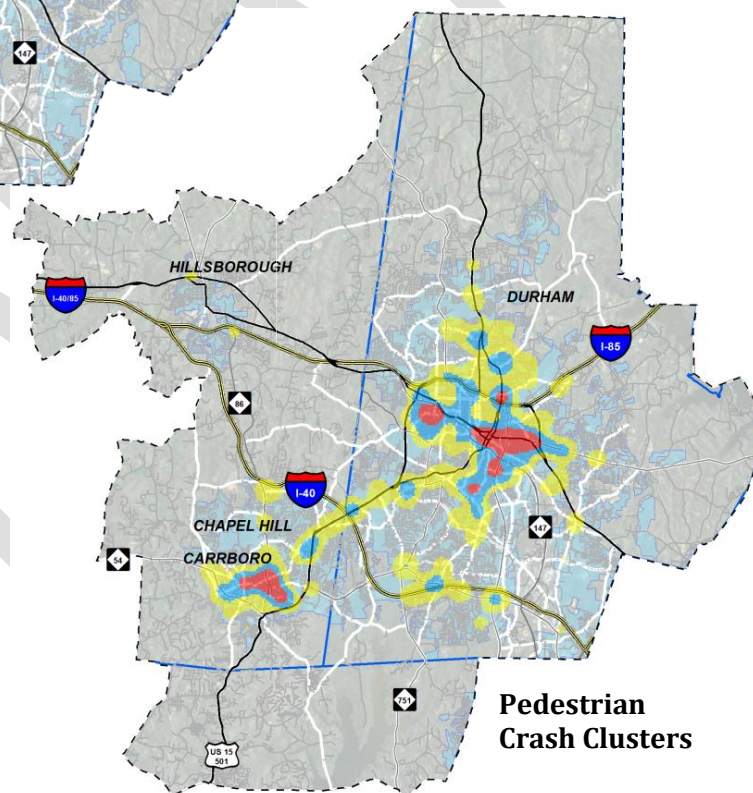 147
HILLSBOROUGH
I-40/85
DURHAM
I-85
86
I-40
CHAPEL HILL
147
CARRBORO
54
751
Pedestrian
Crash Clusters
US 15
501